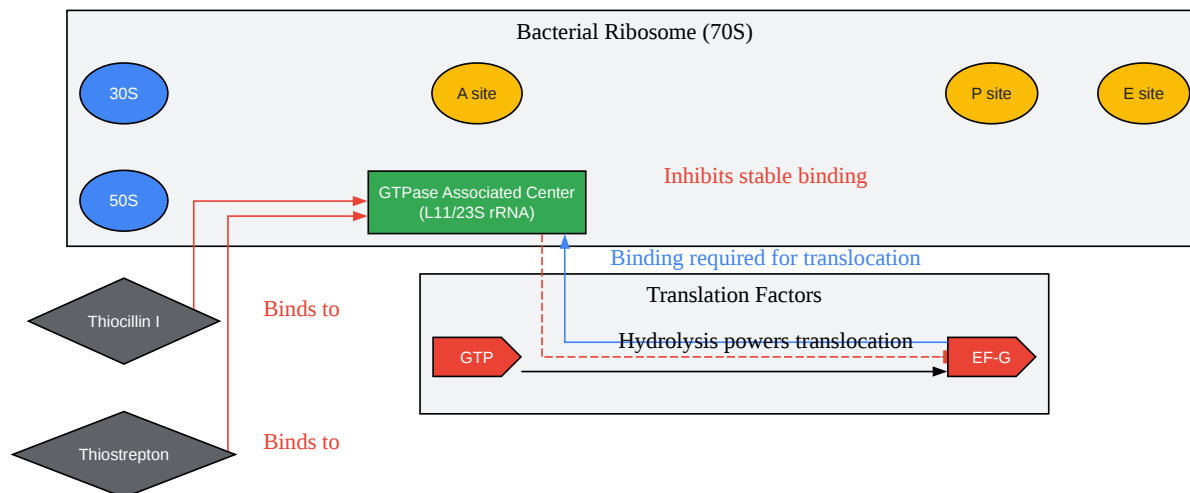 Bacterial Ribosome (70S)
30S
A site
P site
E site
50S
GTPase Associated Center
(L11/23S rRNA)
Inhibits stable binding
Binding required for translocation
Translation Factors
Thiocillin I
Binds to
Hydrolysis powers translocation
GTP
EF-G
Thiostrepton
Binds to